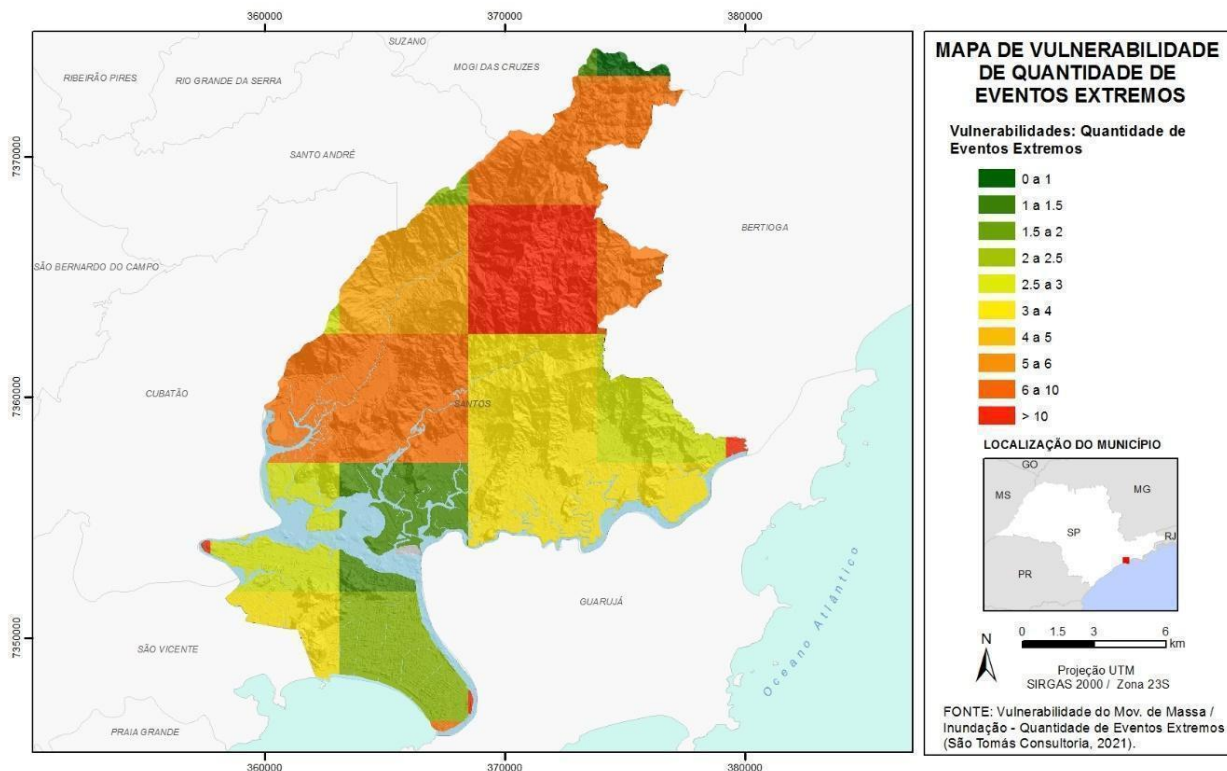 360000
370000
380000
SUZANO
MOGI DAS CRUZES
RIBEIRÃO PIRES
RIO GRANDE DA SERRA
7370000
SANTO ANDRÉ
BERTIOGA
SÃO BERNARDO DO CAMPO
CUBATÃO
7360000
SANTOS
GUARUJÁ
Oceano Atlântico
7350000
SÃO VICENTE
PRAIA GRANDE
360000
370000
380000
MAPA DE VULNERABILIDADE
DE QUANTIDADE DE
EVENTOS EXTREMOS
Vulnerabilidades: Quantidade de
Eventos Extremos
0 a 1
1 a 1.5
1.5 a 2
2 a 2.5
2.5 a 3
3 a 4
4 a 5
5 a 6
6 a 10
> 10
LOCALIZAÇÃO DO MUNICÍPIO
GO
MS
MG
SP
RJ
PR
N
0 1.5 3 6
km
Projeção UTM
SIRGAS 2000 / Zona 23S
FONTE: Vulnerabilidade do Mov. de Massa /
Inundação - Quantidade de Eventos Extremos
(São Tomás Consultoria, 2021).